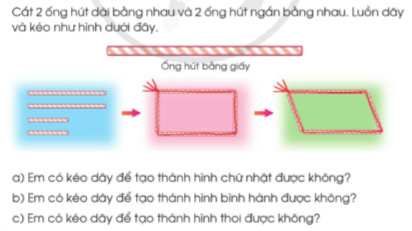 Cắt 2 ống hút dài bằng nhau và 2 ống hút ngắn bằng nhau. Luồn dây
và kéo như hình dưới đây.
Ống hút bằng giấy
a) Em có kéo dây để tạo thành hình chữ nhật được không?
b) Em có kéo dây để tạo thành hình bình hành được không?
c) Em có kéo dây để tạo thành hình thoi được không?